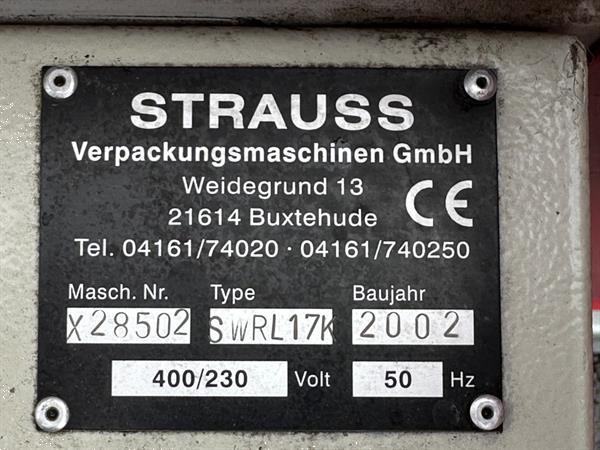 STRAUSS
Verpackungsmaschinen GmbH
Weidegrund 13
21614 Buxtehude
CE
Tel. 04161/74020 · 04161/740250
Masch. Nr. Type Baujahr
X28502 SWRL17K 2002
400/230 Volt 50 Hz